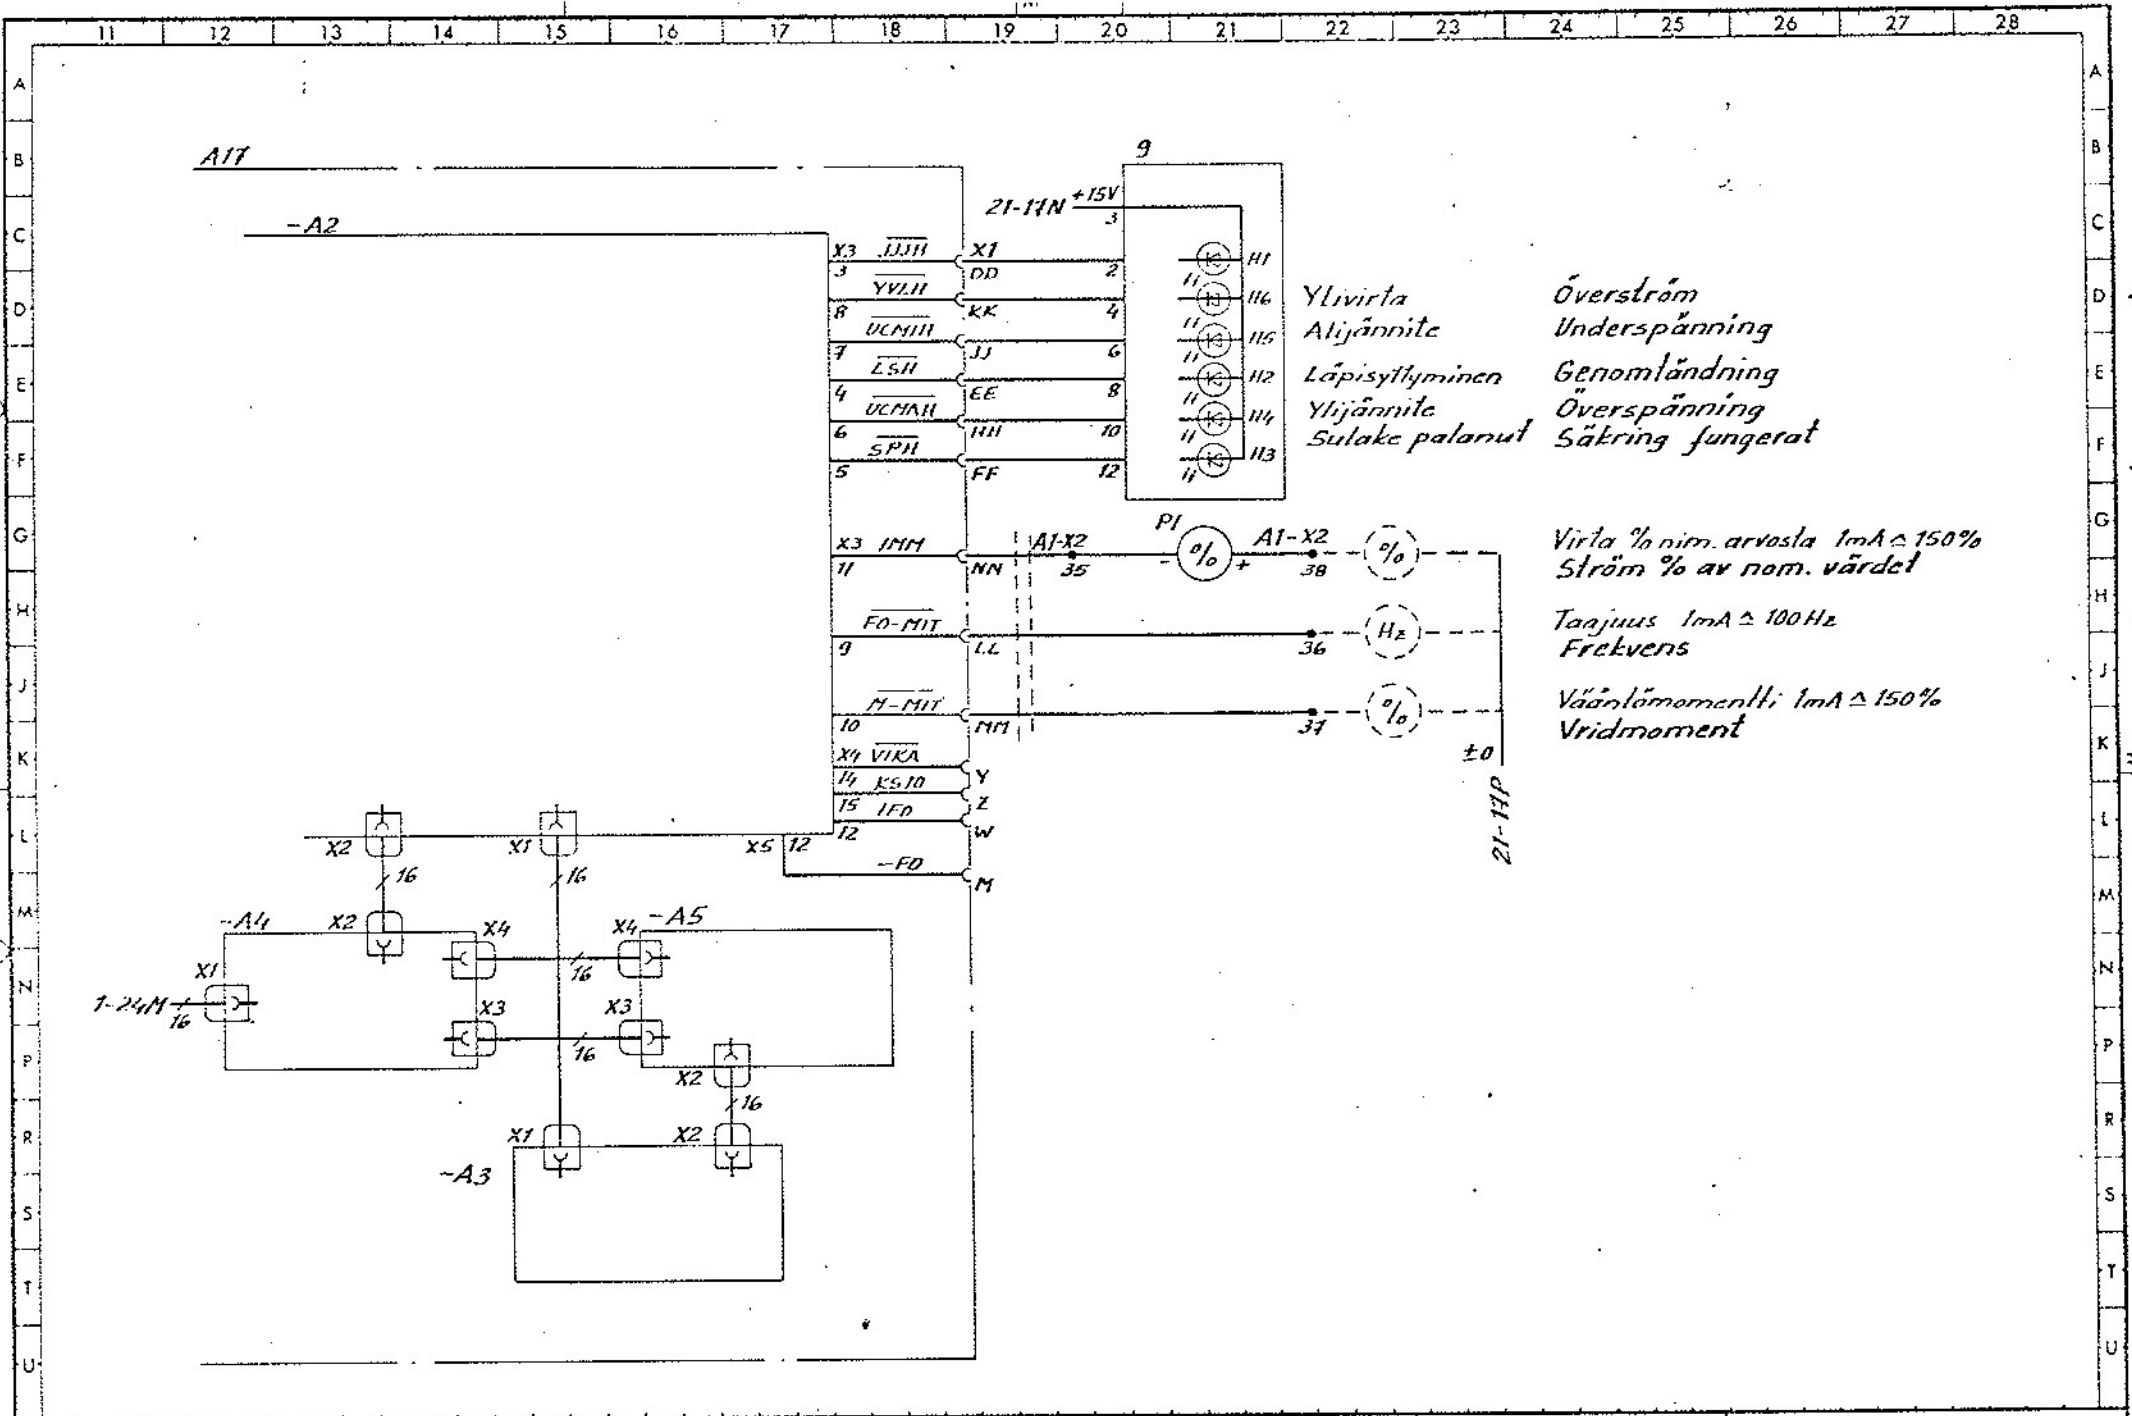 11 12 13 14 15 16 17 18 19 20 21 22 23 24 25 26 27 28
A A
B A17 9 B
21-17N +15V
3
C -A2 C
X3 JJJH X1
3 DD 2 H1
YVLH
D 8 KK 4 H6 Ylivirta Överström D
UCMIH
7 JJ 6 H5 Alijännite Underspänning
LSH
E 4 EE 8 H2 Läpisyttyminen Genomtändning E
UCMAH
6 HH 10 H4 Ylijännite Överspänning
Sulake palanut Säkring fungerat
F SPH F
5 FF 12 H3
G P1 G
X3 IMM A1-X2 % A1-X2 % Virta % nim. arvosta 1mA ≙ 150%
11 NN 35 - + 38 Ström % av nom. värdet
H H
FO-MIT Hz Taajuus 1mA ≙ 100Hz
9 LL 36 Frekvens
J J
M-MIT % Vääntömomentti 1mA ≙ 150%
10 MM 37 Vridmoment
K X4 VIKA ±0 K
14 Y
KS10
15 Z
1FO
12 W
21-17P
L X2 X1 X5 12 L
16 16 -FO
M
M -A4 X2 X4 X4 -A5 M
X1 16
N 1-24M 16 X3 X3 N
16
P X2 P
16
R X1 X2 R
-A3
S S
T T
U U